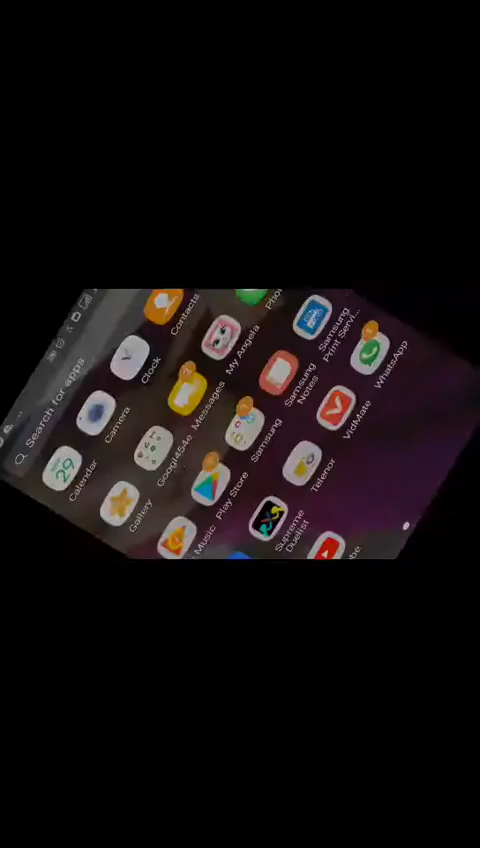 Search for apps
Calendar
Camera
Clock
Contacts
Gallery
Googl454e
Messages
My Angela
Music
Play Store
Samsung
Samsung
Notes
Samsung
Print Servi...
Supreme
Duelist
Telenor
VidMate
WhatsApp
29